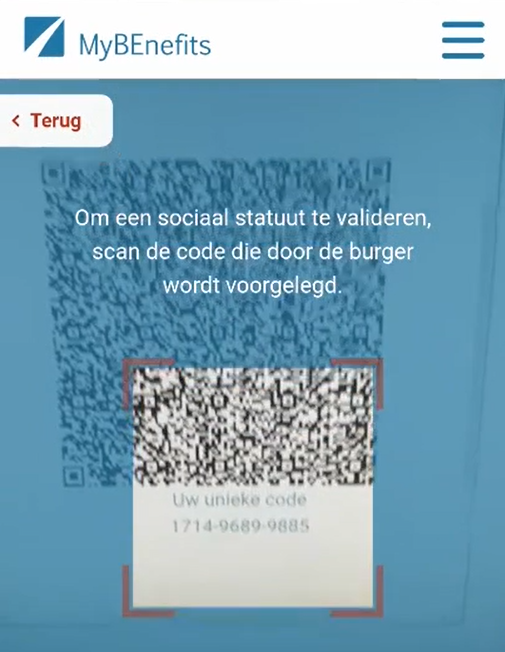 MyBEnefits
< Terug
Om een sociaal statuut te valideren,
scan de code die door de burger
wordt voorgelegd.
Uw unieke code
1714-9689-9885